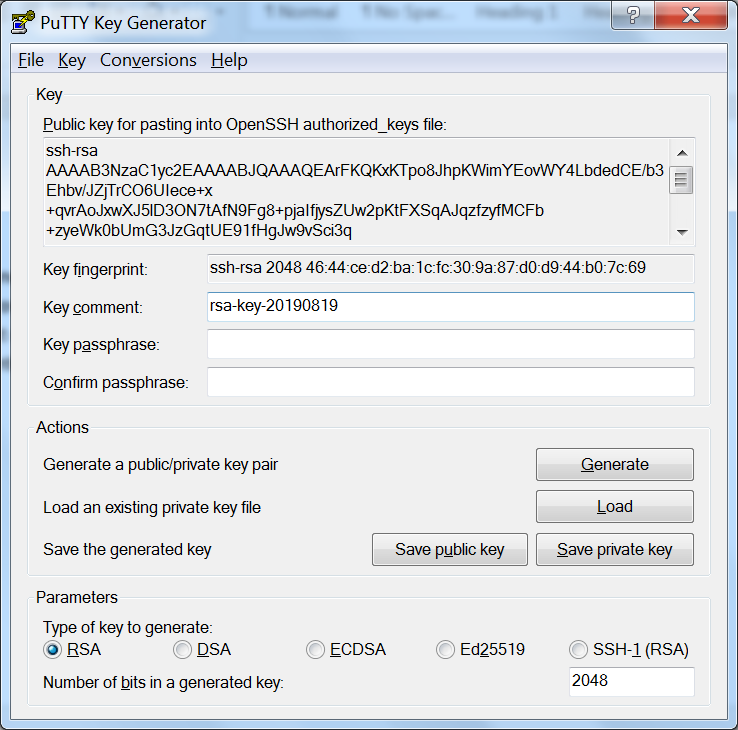 PuTTY Key Generator
File Key Conversions Help
Key
Public key for pasting into OpenSSH authorized_keys file:
ssh-rsa
AAAAB3NzaC1yc2EAAAABJQAAAQEArFKQKxKTpo8JhpKWimYEovWY4LbdedCE/b3
Ehbv/JZjTrCO6UIece+x
+qvrAoJxwXJ5lD3ON7tAfN9Fg8+pjaIfjysZUw2pKtFXSqAJqzfzyfMCFb
+zyeWk0bUmG3JzGqtUE91fHgJw9vSci3q
Key fingerprint: ssh-rsa 2048 46:44:ce:d2:ba:1c:fc:30:9a:87:d0:d9:44:b0:7c:69
Key comment: rsa-key-20190819
Key passphrase:
Confirm passphrase:
Actions
Generate a public/private key pair Generate
Load an existing private key file Load
Save the generated key Save public key Save private key
Parameters
Type of key to generate:
RSA DSA ECDSA Ed25519 SSH-1 (RSA)
Number of bits in a generated key: 2048